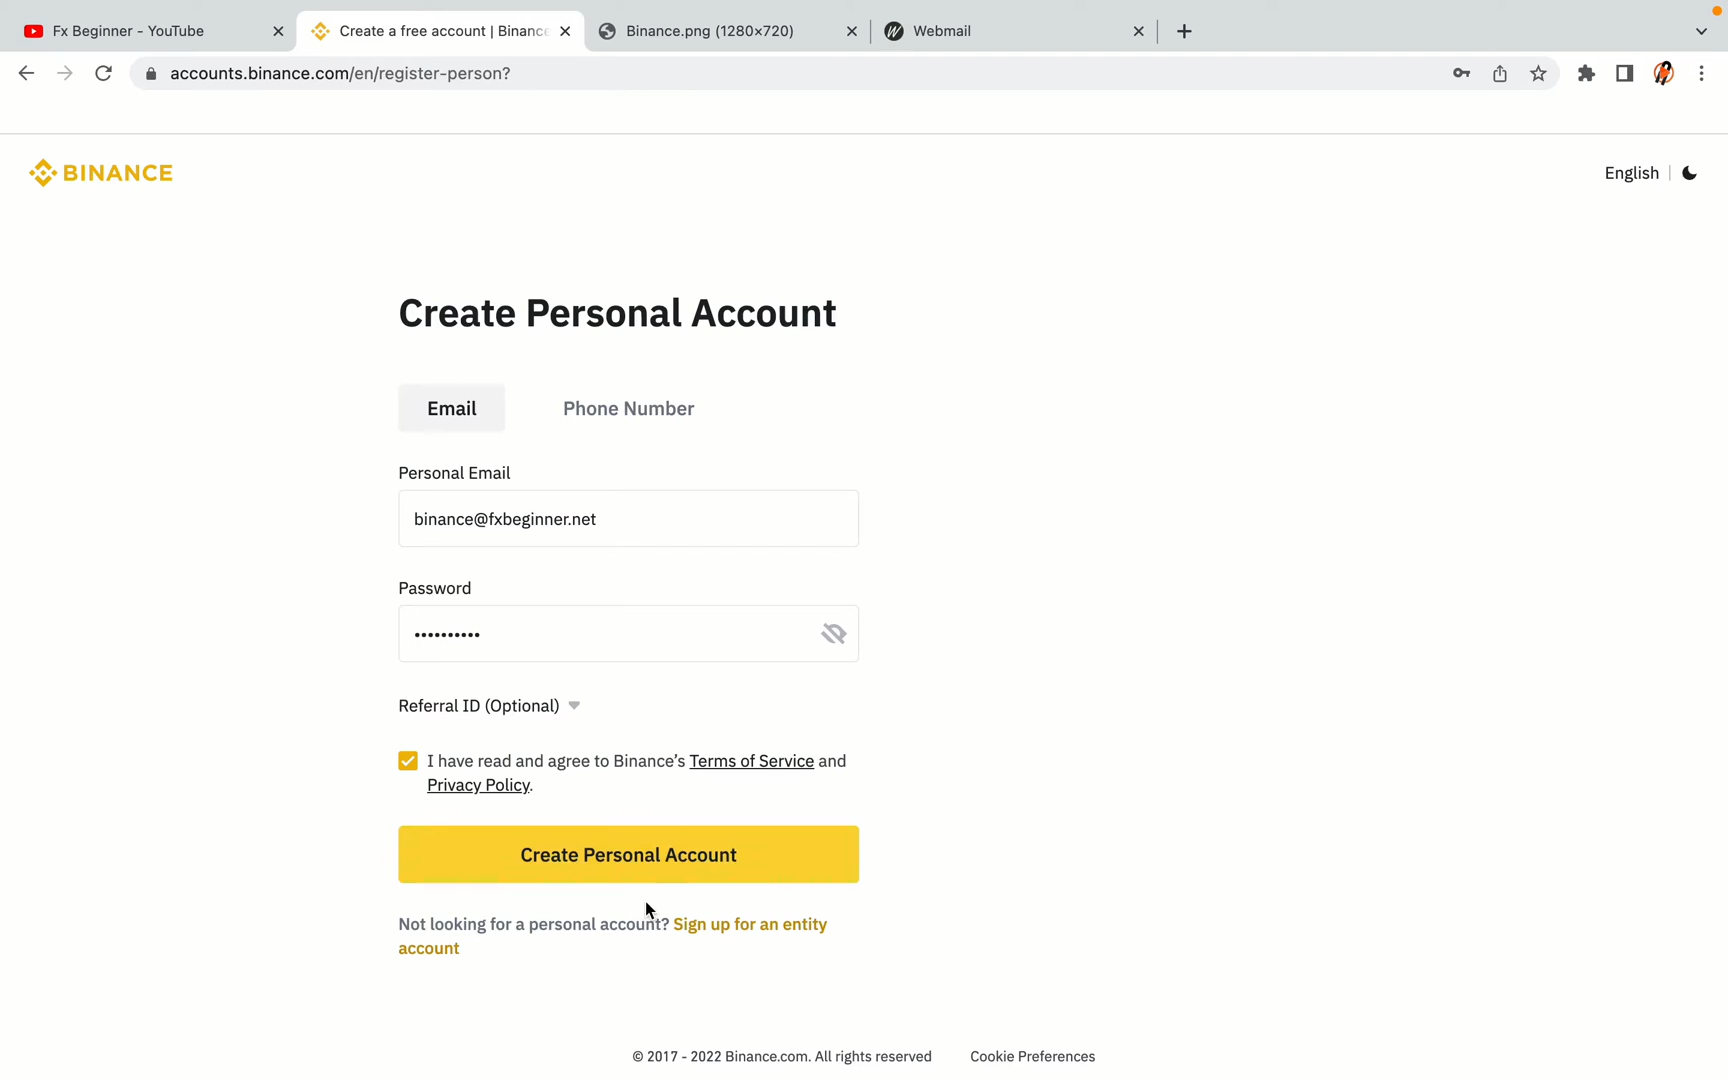 Fx Beginner - YouTube
Create a free account | Binance
Binance.png (1280×720)
Webmail
accounts.binance.com/en/register-person?
BINANCE
English
Create Personal Account
Email
Phone Number
Personal Email
binance@fxbeginner.net
Password
••••••••••
Referral ID (Optional)
I have read and agree to Binance’s Terms of Service and
Privacy Policy.
Create Personal Account
Not looking for a personal account? Sign up for an entity
account
© 2017 - 2022 Binance.com. All rights reserved
Cookie Preferences